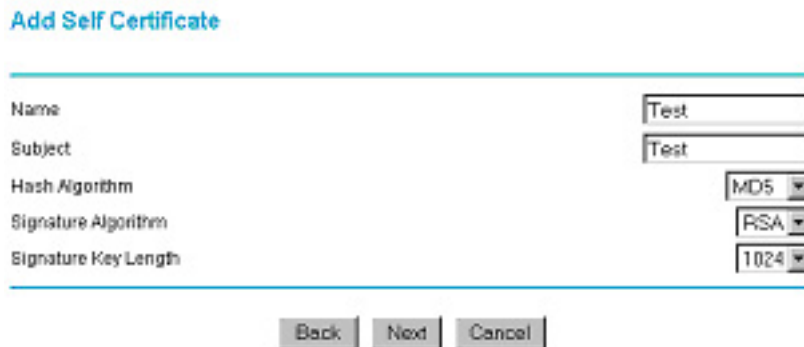 Add Self Certificate
Name Test
Subject Test
Hash Algorithm MD5
Signature Algorithm RSA
Signature Key Length 1024
Back Next Cancel